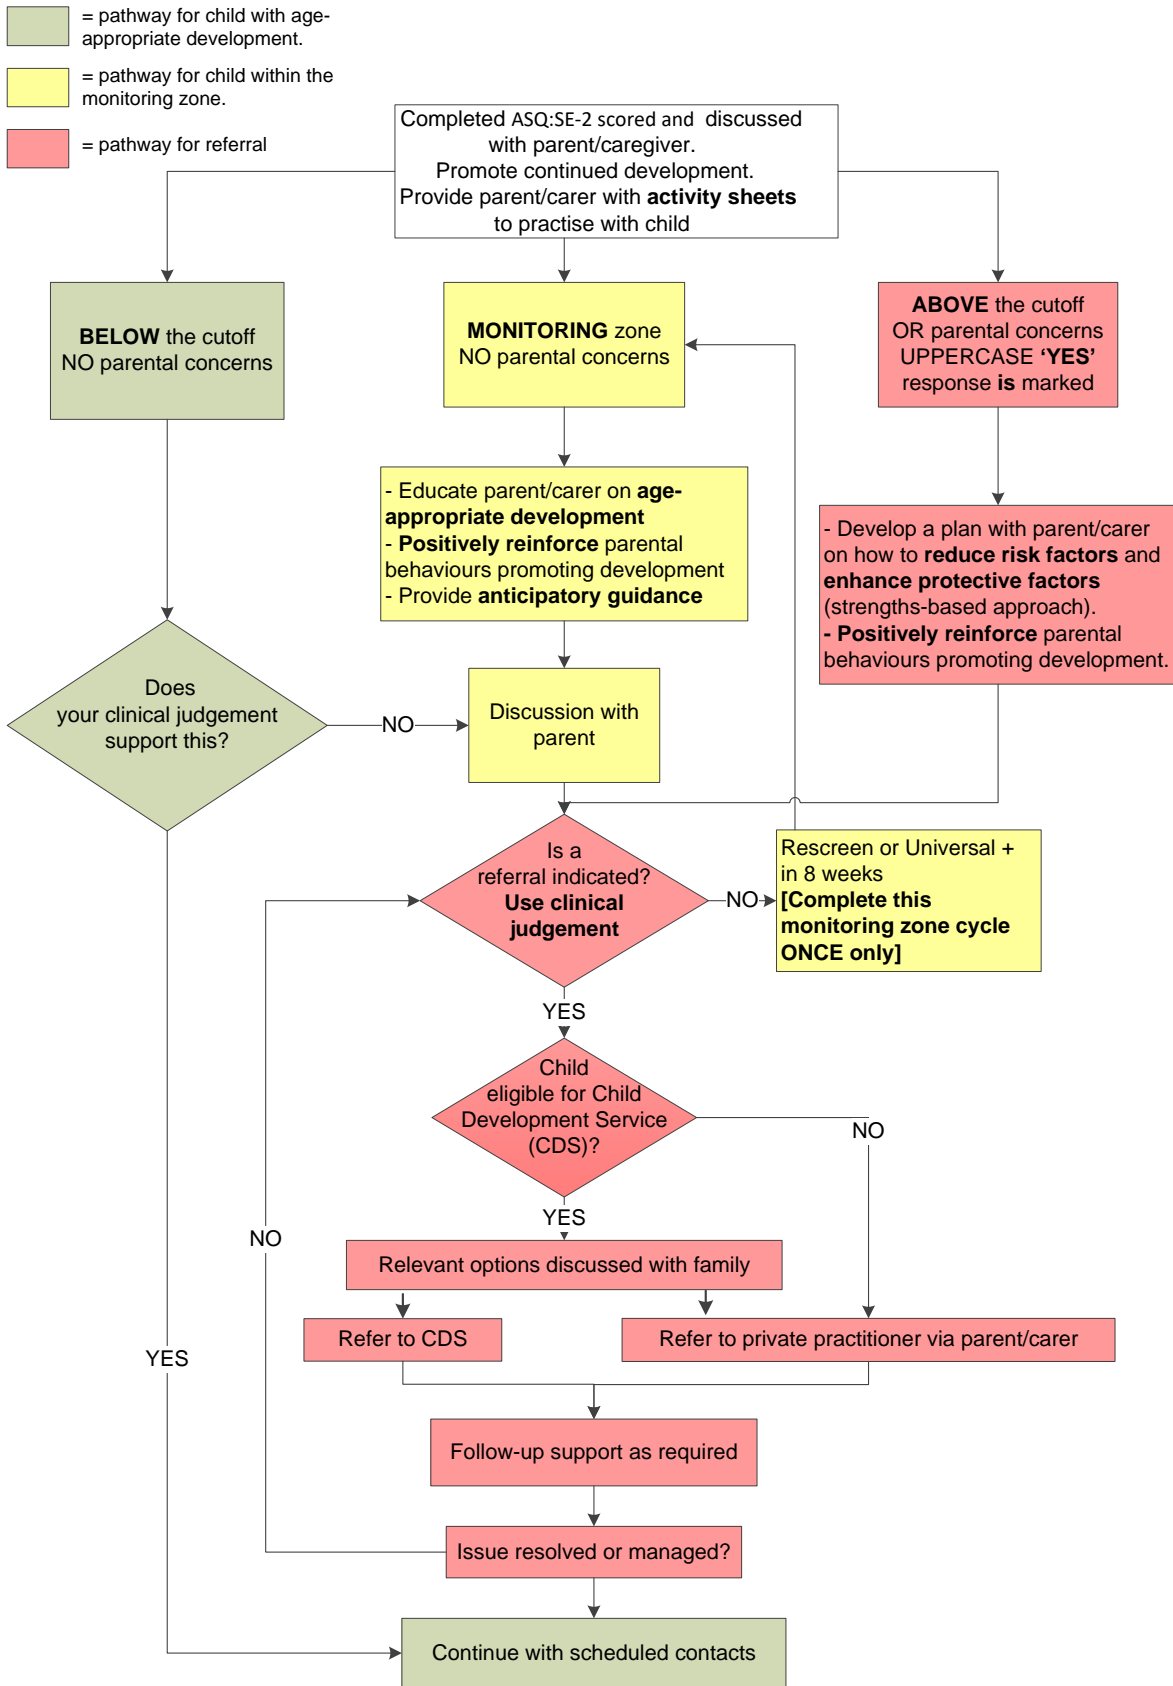 = pathway for child with age-
appropriate development.
= pathway for child within the
monitoring zone.
= pathway for referral
Completed ASQ:SE-2 scored and discussed
with parent/caregiver.
Promote continued development.
Provide parent/carer with activity sheets
to practise with child
BELOW the cutoff
NO parental concerns
MONITORING zone
NO parental concerns
ABOVE the cutoff
OR parental concerns
UPPERCASE ‘YES’
response is marked
- Educate parent/carer on age-
appropriate development
- Positively reinforce parental
behaviours promoting development
- Provide anticipatory guidance
- Develop a plan with parent/carer
on how to reduce risk factors and
enhance protective factors
(strengths-based approach).
- Positively reinforce parental
behaviours promoting development.
Does
your clinical judgement
support this?
NO
Discussion with
parent
Is a
referral indicated?
Use clinical
judgement
NO
Rescreen or Universal +
in 8 weeks
[Complete this
monitoring zone cycle
ONCE only]
YES
Child
eligible for Child
Development Service
(CDS)?
NO
YES
NO
Relevant options discussed with family
Refer to CDS
Refer to private practitioner via parent/carer
YES
Follow-up support as required
Issue resolved or managed?
Continue with scheduled contacts